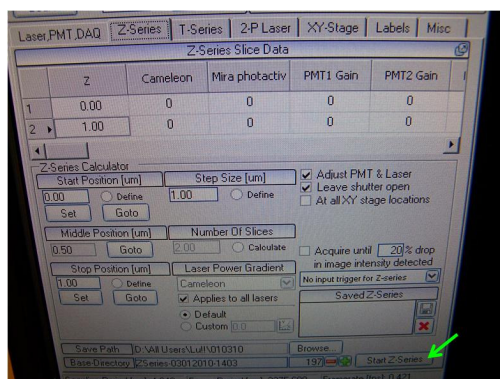 Laser,PMT,DAQ Z-Series T-Series 2-P Laser XY-Stage Labels Misc
Z-Series Slice Data
Z Cameleon Mira photactiv PMT1 Gain PMT2 Gain
1 0.00 0 0 0 0
2 1.00 0 0 0 0
Z-Series Calculator
Start Position [um] Step Size [um] Adjust PMT & Laser
0.00 Define 1.00 Define Leave shutter open
Set Goto At all XY stage locations
Middle Position [um] Number Of Slices
0.50 Goto 2.00 Calculate Acquire until 20 % drop
in image intensity detected
Stop Position [um] Laser Power Gradient No input trigger for Z-series
1.00 Define Cameleon Saved Z-Series
Set Goto Applies to all lasers
Default
Custom 0.0
Save Path D:\All Users\Lu!!\010310 Browse...
Base Directory ZSeries-03012010-1403 197 Start Z-Series